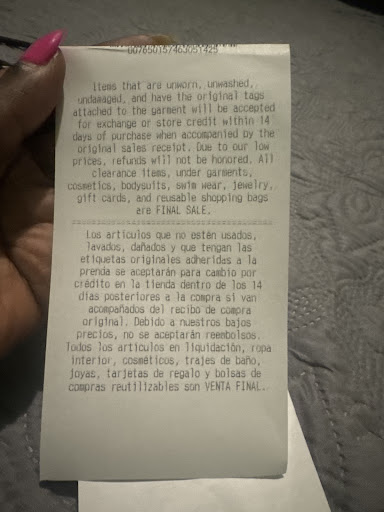 Items that are unworn, unwashed,
undamaged, and have the original tags
attached to the garment will be accepted
for exchange or store credit within 14
days of purchase when accompanied by the
original sales receipt. Due to our low
prices, refunds will not be honored. All
clearance items, under garments,
cosmetics, bodysuits, swim wear, jewelry,
gift cards, and reusable shopping bags
are FINAL SALE.
Los artículos que no estén usados,
lavados, dañados y que tengan las
etiquetas originales adheridas a la
prenda se aceptarán para cambio por
crédito en la tienda dentro de los 14
días posteriores a la compra si van
acompañados del recibo de compra
original. Debido a nuestros bajos
precios, no se aceptarán reembolsos.
Todos los artículos en liquidación, ropa
interior, cosméticos, trajes de baño,
joyas, tarjetas de regalo y bolsas de
compras reutilizables son VENTA FINAL.